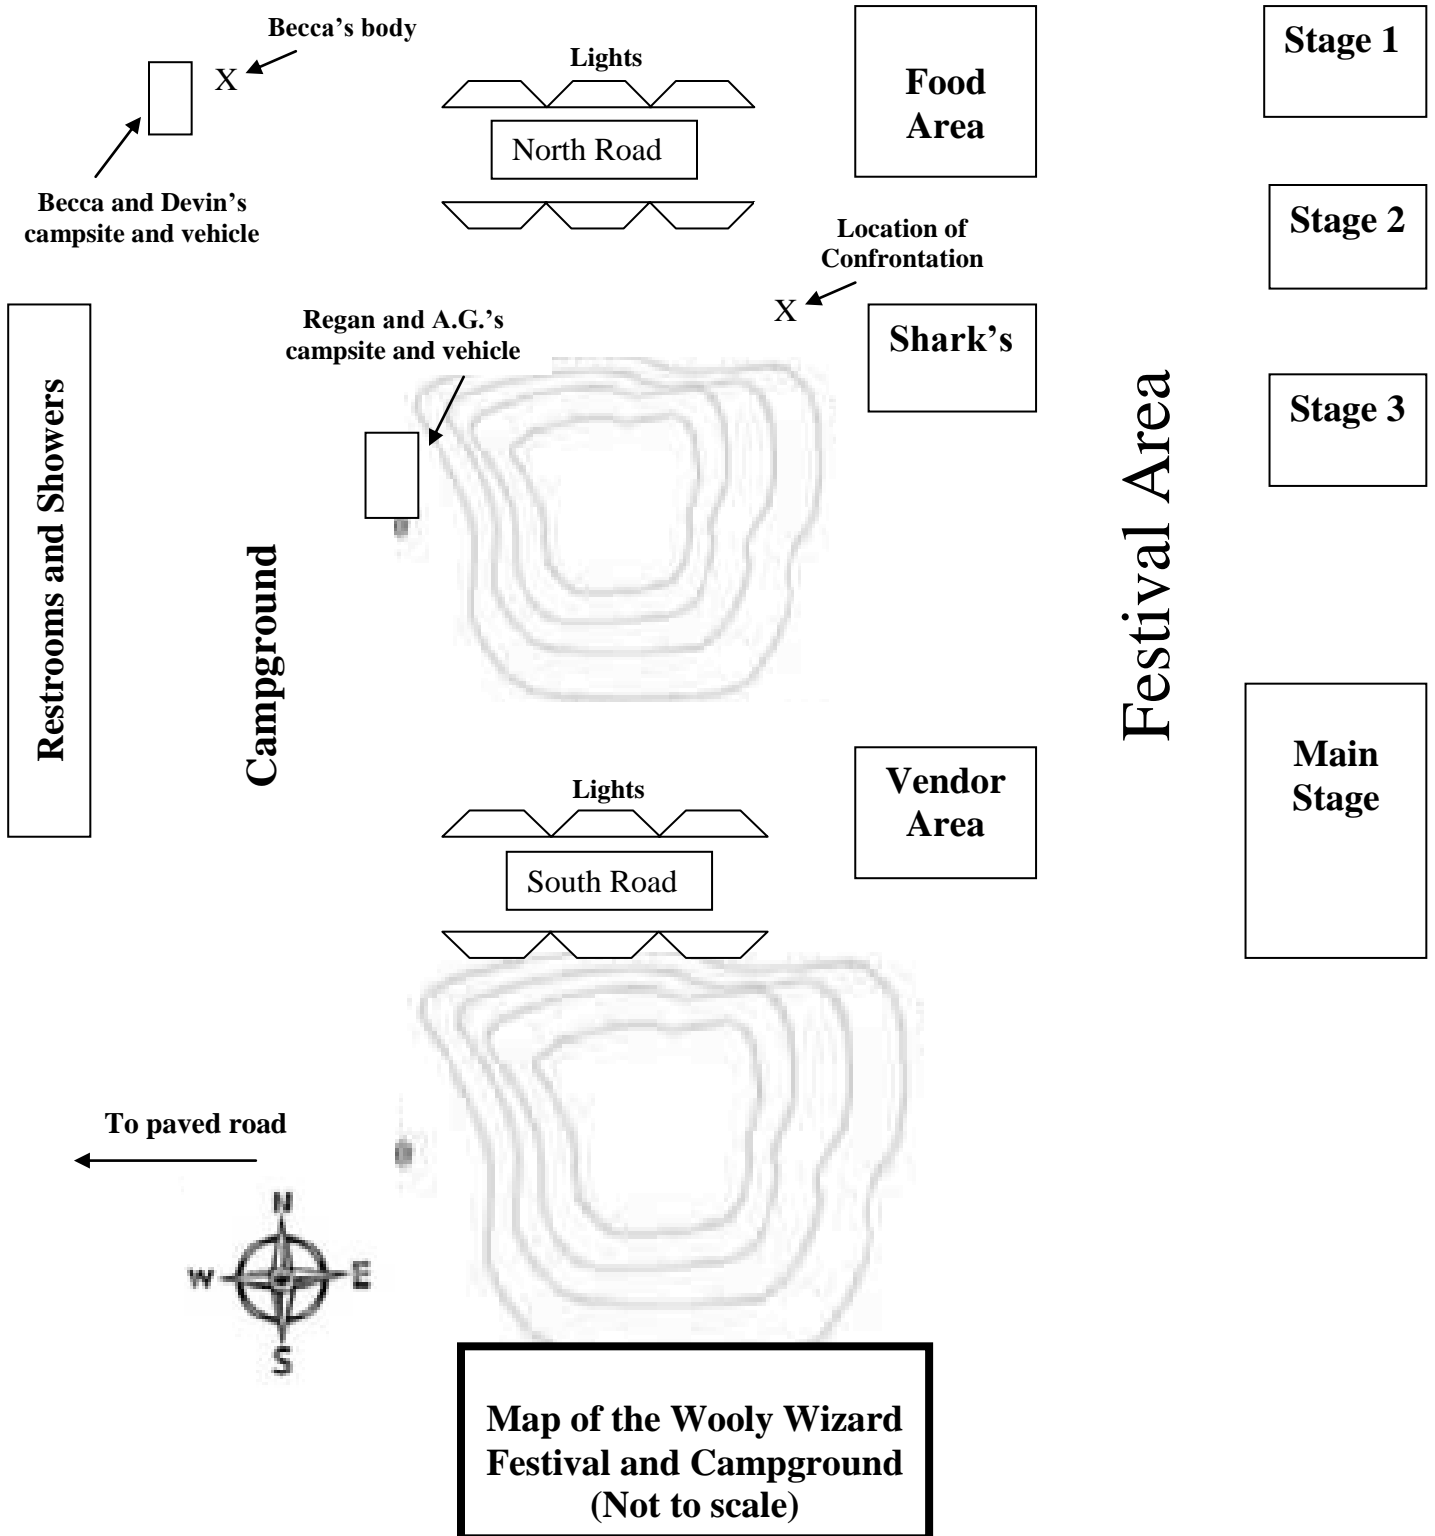 Becca's body
X
Lights
Food
Area
Stage 1
North Road
Becca and Devin's
campsite and vehicle
Stage 2
Location of
Confrontation
X
Regan and A.G.'s
campsite and vehicle
Shark's
Stage 3
Restrooms and Showers
Campground
Festival Area
Lights
Vendor
Area
Main
Stage
South Road
To paved road
N
W
E
S
Map of the Wooly Wizard
Festival and Campground
(Not to scale)